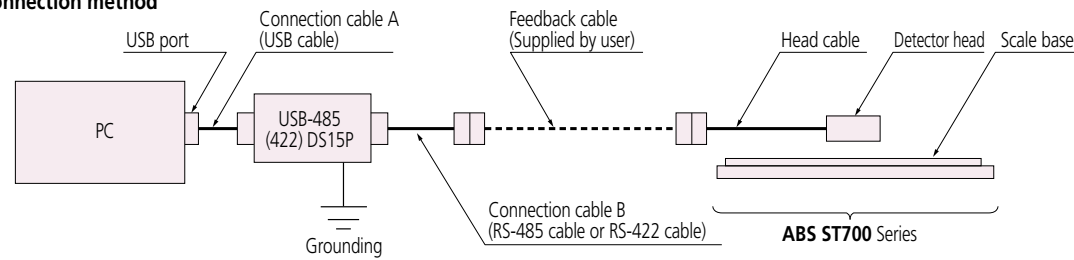 onnection method
Connection cable A
(USB cable)
USB port
Feedback cable
(Supplied by user)
Head cable
Detector head
Scale base
PC
USB-485
(422) DS15P
Grounding
Connection cable B
(RS-485 cable or RS-422 cable)
ABS ST700 Series